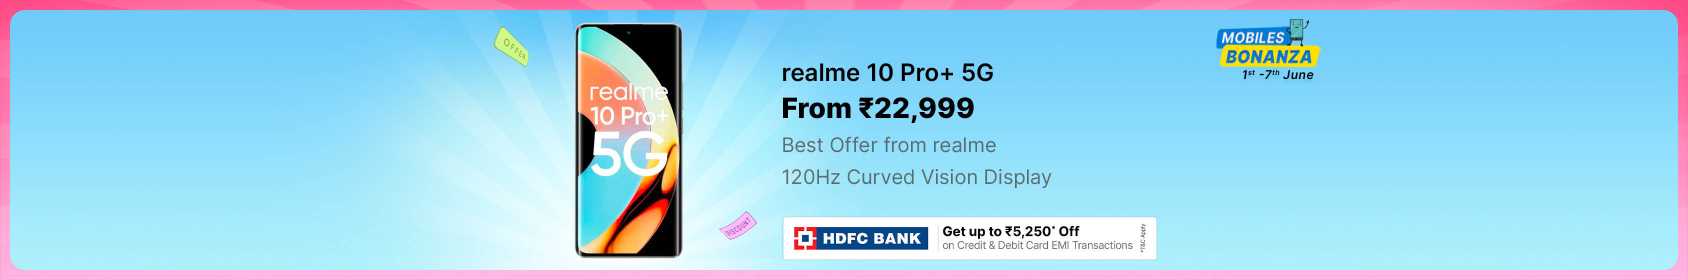 OFFER
realme
10 Pro+
5G
DISCOUNT
realme 10 Pro+ 5G
From ₹22,999
Best Offer from realme
120Hz Curved Vision Display
HDFC BANK
Get up to ₹5,250* Off
on Credit & Debit Card EMI Transactions
*T&C Apply
MOBILES
BONANZA
1st -7th June